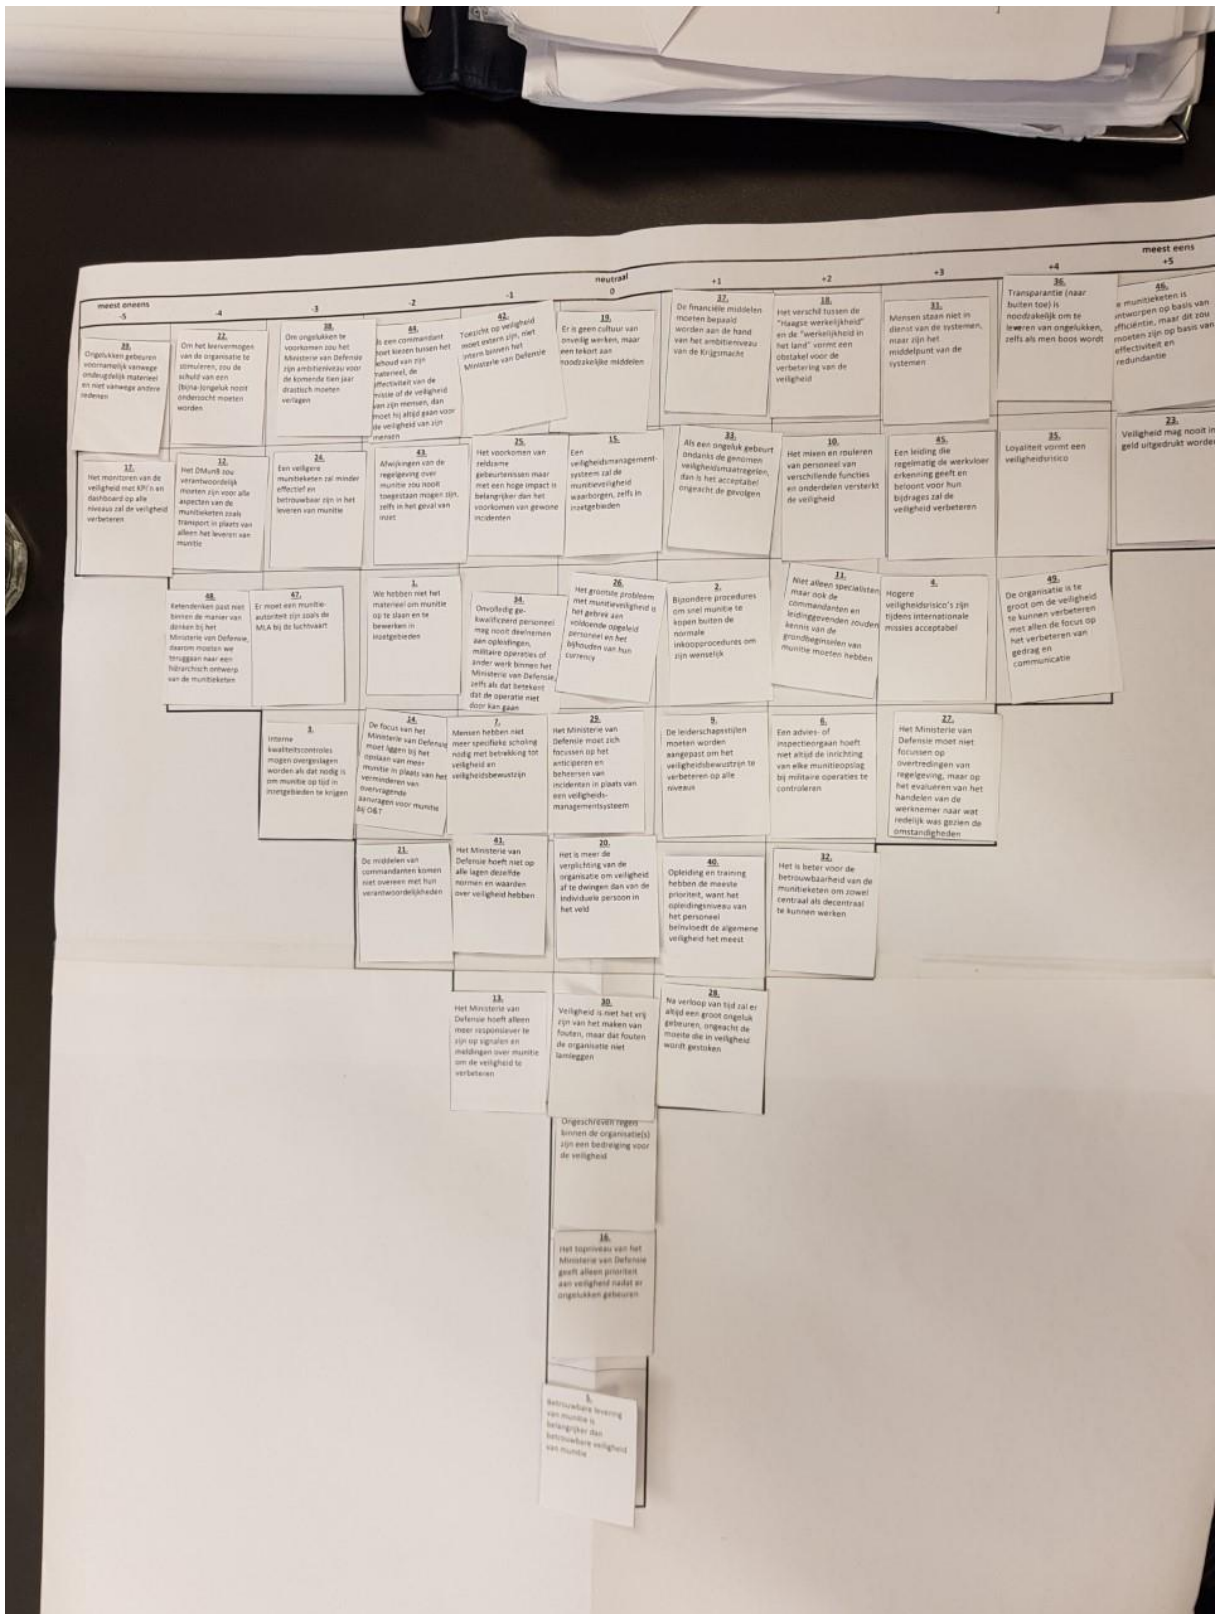 meest oneens
-5
-4
-3
-2
-1
neutraal
0
+1
+2
+3
+4
meest eens
+5
39.
Ongelukken gebeuren
voornamelijk vanwege
ondeugdelijk materieel
en niet vanwege andere
redenen
22.
Om het leervermogen
van de organisatie te
stimuleren, zou de
schuld van een
(bijna-)ongeluk nooit
onderzocht moeten
worden
38.
Om ongelukken te
voorkomen zou het
Ministerie van Defensie
zijn ambitieniveau voor
de komende tien jaar
drastisch moeten
verlagen
44.
als een commandant
moet kiezen tussen het
behoud van zijn
materieel, de
effectiviteit van de
missie of de veiligheid
van zijn mensen, dan
moet hij altijd gaan voor
de veiligheid van zijn
mensen
42.
Toezicht op veiligheid
moet extern zijn, niet
intern binnen het
Ministerie van Defensie
19.
Er is geen cultuur van
onveilig werken, maar
een tekort aan
noodzakelijke middelen
37.
De financiële middelen
moeten bepaald
worden aan de hand
van het ambitieniveau
van de Krijgsmacht
18.
Het verschil tussen de
"Haagse werkelijkheid"
en de "werkelijkheid in
het land" vormt een
obstakel voor de
verbetering van de
veiligheid
31.
Mensen staan niet in
dienst van de systemen,
maar zijn het
middelpunt van de
systemen
36.
Transparantie (naar
buiten toe) is
noodzakelijk om te
leveren van ongelukken,
zelfs als men boos wordt
46.
e munitieketen is
ontworpen op basis van
efficiëntie, maar dit zou
moeten zijn op basis van
effectiviteit en
redundantie
17.
Het monitoren van de
veiligheid met KPI's en
dashboard op alle
niveaus zal de veiligheid
verbeteren
12.
Het DMunB zou
verantwoordelijk
moeten zijn voor alle
aspecten van de
munitieketen zoals
transport in plaats van
alleen het leveren van
munitie
24.
Een veiligere
munitieketen zal minder
effectief en
betrouwbaar zijn in het
leveren van munitie
43.
Afwijkingen van de
regelgeving over
munitie zou nooit
toegestaan mogen zijn,
zelfs in het geval van
inzet
25.
Het voorkomen van
zeldzame
gebeurtenissen maar
met een hoge impact is
belangrijker dan het
voorkomen van gewone
incidenten
15.
Een
veiligheidsmanagement-
systeem zal de
munitieveiligheid
waarborgen, zelfs in
inzetgebieden
33.
Als een ongeluk gebeurt
ondanks de genomen
veiligheidsmaatregelen,
dan is het acceptabel
ongeacht de gevolgen
10.
Het mixen en rouleren
van personeel van
verschillende functies
en onderdelen versterkt
de veiligheid
45.
Een leiding die
regelmatig de werkvloer
erkenning geeft en
beloont voor hun
bijdrages zal de
veiligheid verbeteren
35.
Loyaliteit vormt een
veiligheidsrisico
23.
Veiligheid mag nooit in
geld uitgedrukt worden
48.
Ketendenken past niet
binnen de manier van
denken bij het
Ministerie van Defensie,
daarom moeten we
teruggaan naar een
hiërarchisch ontwerp
van de munitieketen
47.
Er moet een munitie-
autoriteit zijn zoals de
MLA bij de luchtvaart
1.
We hebben niet het
materieel om munitie
op te slaan en te
bewerken in
inzetgebieden
34.
Onvolledig ge-
kwalificeerd personeel
mag nooit deelnemen
aan opleidingen,
militaire operaties of
ander werk binnen het
Ministerie van Defensie,
zelfs als dat betekent
dat de operatie niet
door kan gaan
26.
Het grootste probleem
met munitieveiligheid is
het gebrek aan
voldoende opgeleid
personeel en het
bijhouden van hun
currency
2.
Bijzondere procedures
om snel munitie te
kopen buiten de
normale
inkoopprocedures om
zijn wenselijk
11.
Niet alleen specialisten
maar ook de
commandanten en
leidinggevenden zouden
kennis van de
grondbeginselen van
munitie moeten hebben
4.
Hogere
veiligheidsrisico's zijn
tijdens internationale
missies acceptabel
49.
De organisatie is te
groot om de veiligheid
te kunnen verbeteren
met allen de focus op
het verbeteren van
gedrag en
communicatie
3.
Interne
kwaliteitscontroles
mogen overgeslagen
worden als dat nodig is
om munitie op tijd in
inzetgebieden te krijgen
14.
De focus van het
Ministerie van Defensie
moet liggen bij het
opslaan van meer
munitie in plaats van het
verminderen van
overvragende
aanvragen voor munitie
bij O&T
7.
Mensen hebben niet
meer specifieke scholing
nodig met betrekking tot
veiligheid en
veiligheidsbewustzijn
29.
Het Ministerie van
Defensie moet zich
focussen op het
anticiperen en
beheersen van
incidenten in plaats van
een veiligheids-
managementsysteem
9.
De leiderschapsstijlen
moeten worden
aangepast om het
veiligheidsbewustzijn te
verbeteren op alle
niveaus
6.
Een advies- of
inspectieorgaan hoeft
niet altijd de inrichting
van elke munitieopslag
bij militaire operaties te
controleren
27.
Het Ministerie van
Defensie moet niet
focussen op
overtredingen van
regelgeving, maar op
het evalueren van het
handelen van de
werknemer naar wat
redelijk was gezien de
omstandigheden
21.
De middelen van
commandanten komen
niet overeen met hun
verantwoordelijkheden
41.
Het Ministerie van
Defensie hoeft niet op
alle lagen dezelfde
normen en waarden
over veiligheid hebben
20.
Het is meer de
verplichting van de
organisatie om veiligheid
af te dwingen dan van de
individuele persoon in
het veld
40.
Opleiding en training
hebben de meeste
prioriteit, want het
opleidingsniveau van
het personeel
beïnvloedt de algemene
veiligheid het meest
32.
Het is beter voor de
betrouwbaarheid van de
munitieketen om zowel
centraal als decentraal
te kunnen werken
13.
Het Ministerie van
Defensie hoeft alleen
meer responsiever te
zijn op signalen en
meldingen over munitie
om de veiligheid te
verbeteren
30.
Veiligheid is niet het vrij
zijn van het maken van
fouten, maar dat fouten
de organisatie niet
lamleggen
28.
Na verloop van tijd zal er
altijd een groot ongeluk
gebeuren, ongeacht de
moeite die in veiligheid
wordt gestoken
Ongeschreven regels
binnen de organisatie(s)
zijn een bedreiging voor
de veiligheid
16.
Het topniveau van het
Ministerie van Defensie
geeft alleen prioriteit
aan veiligheid nadat er
ongelukken gebeuren
5.
Betrouwbare levering
van munitie is
belangrijker dan
betrouwbare veiligheid
van munitie